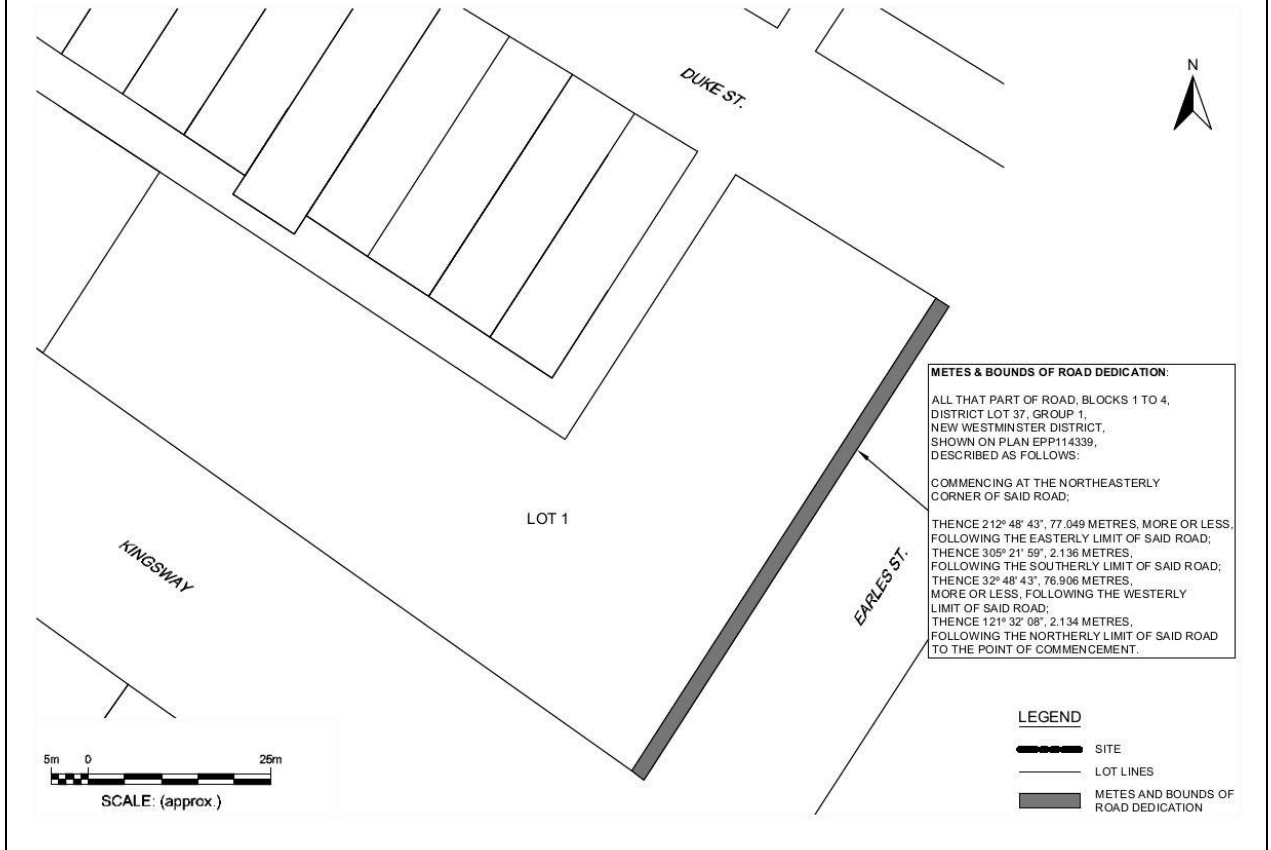 DUKE ST.
N
METES & BOUNDS OF ROAD DEDICATION:
ALL THAT PART OF ROAD, BLOCKS 1 TO 4,
DISTRICT LOT 37, GROUP 1,
NEW WESTMINSTER DISTRICT,
SHOWN ON PLAN EPP114339,
DESCRIBED AS FOLLOWS:
COMMENCING AT THE NORTHEASTERLY
CORNER OF SAID ROAD;
THENCE 212º 48' 43", 77.049 METRES, MORE OR LESS,
FOLLOWING THE EASTERLY LIMIT OF SAID ROAD;
THENCE 305º 21' 59", 2.136 METRES,
FOLLOWING THE SOUTHERLY LIMIT OF SAID ROAD;
THENCE 32º 48' 43", 76.906 METRES,
MORE OR LESS, FOLLOWING THE WESTERLY
LIMIT OF SAID ROAD;
THENCE 121º 32' 08", 2.134 METRES,
FOLLOWING THE NORTHERLY LIMIT OF SAID ROAD
TO THE POINT OF COMMENCEMENT.
LOT 1
KINGSWAY
EARLES ST.
5m 0 25m
SCALE: (approx.)
LEGEND
SITE
LOT LINES
METES AND BOUNDS OF
ROAD DEDICATION